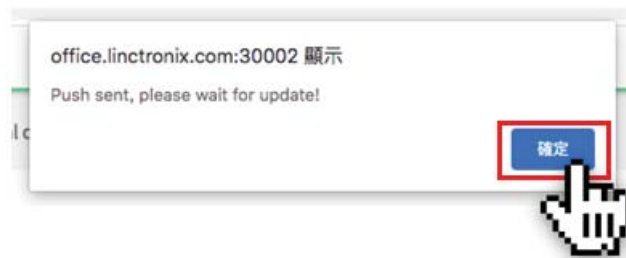 office.linctronix.com:30002 顯示
Push sent, please wait for update!
確定